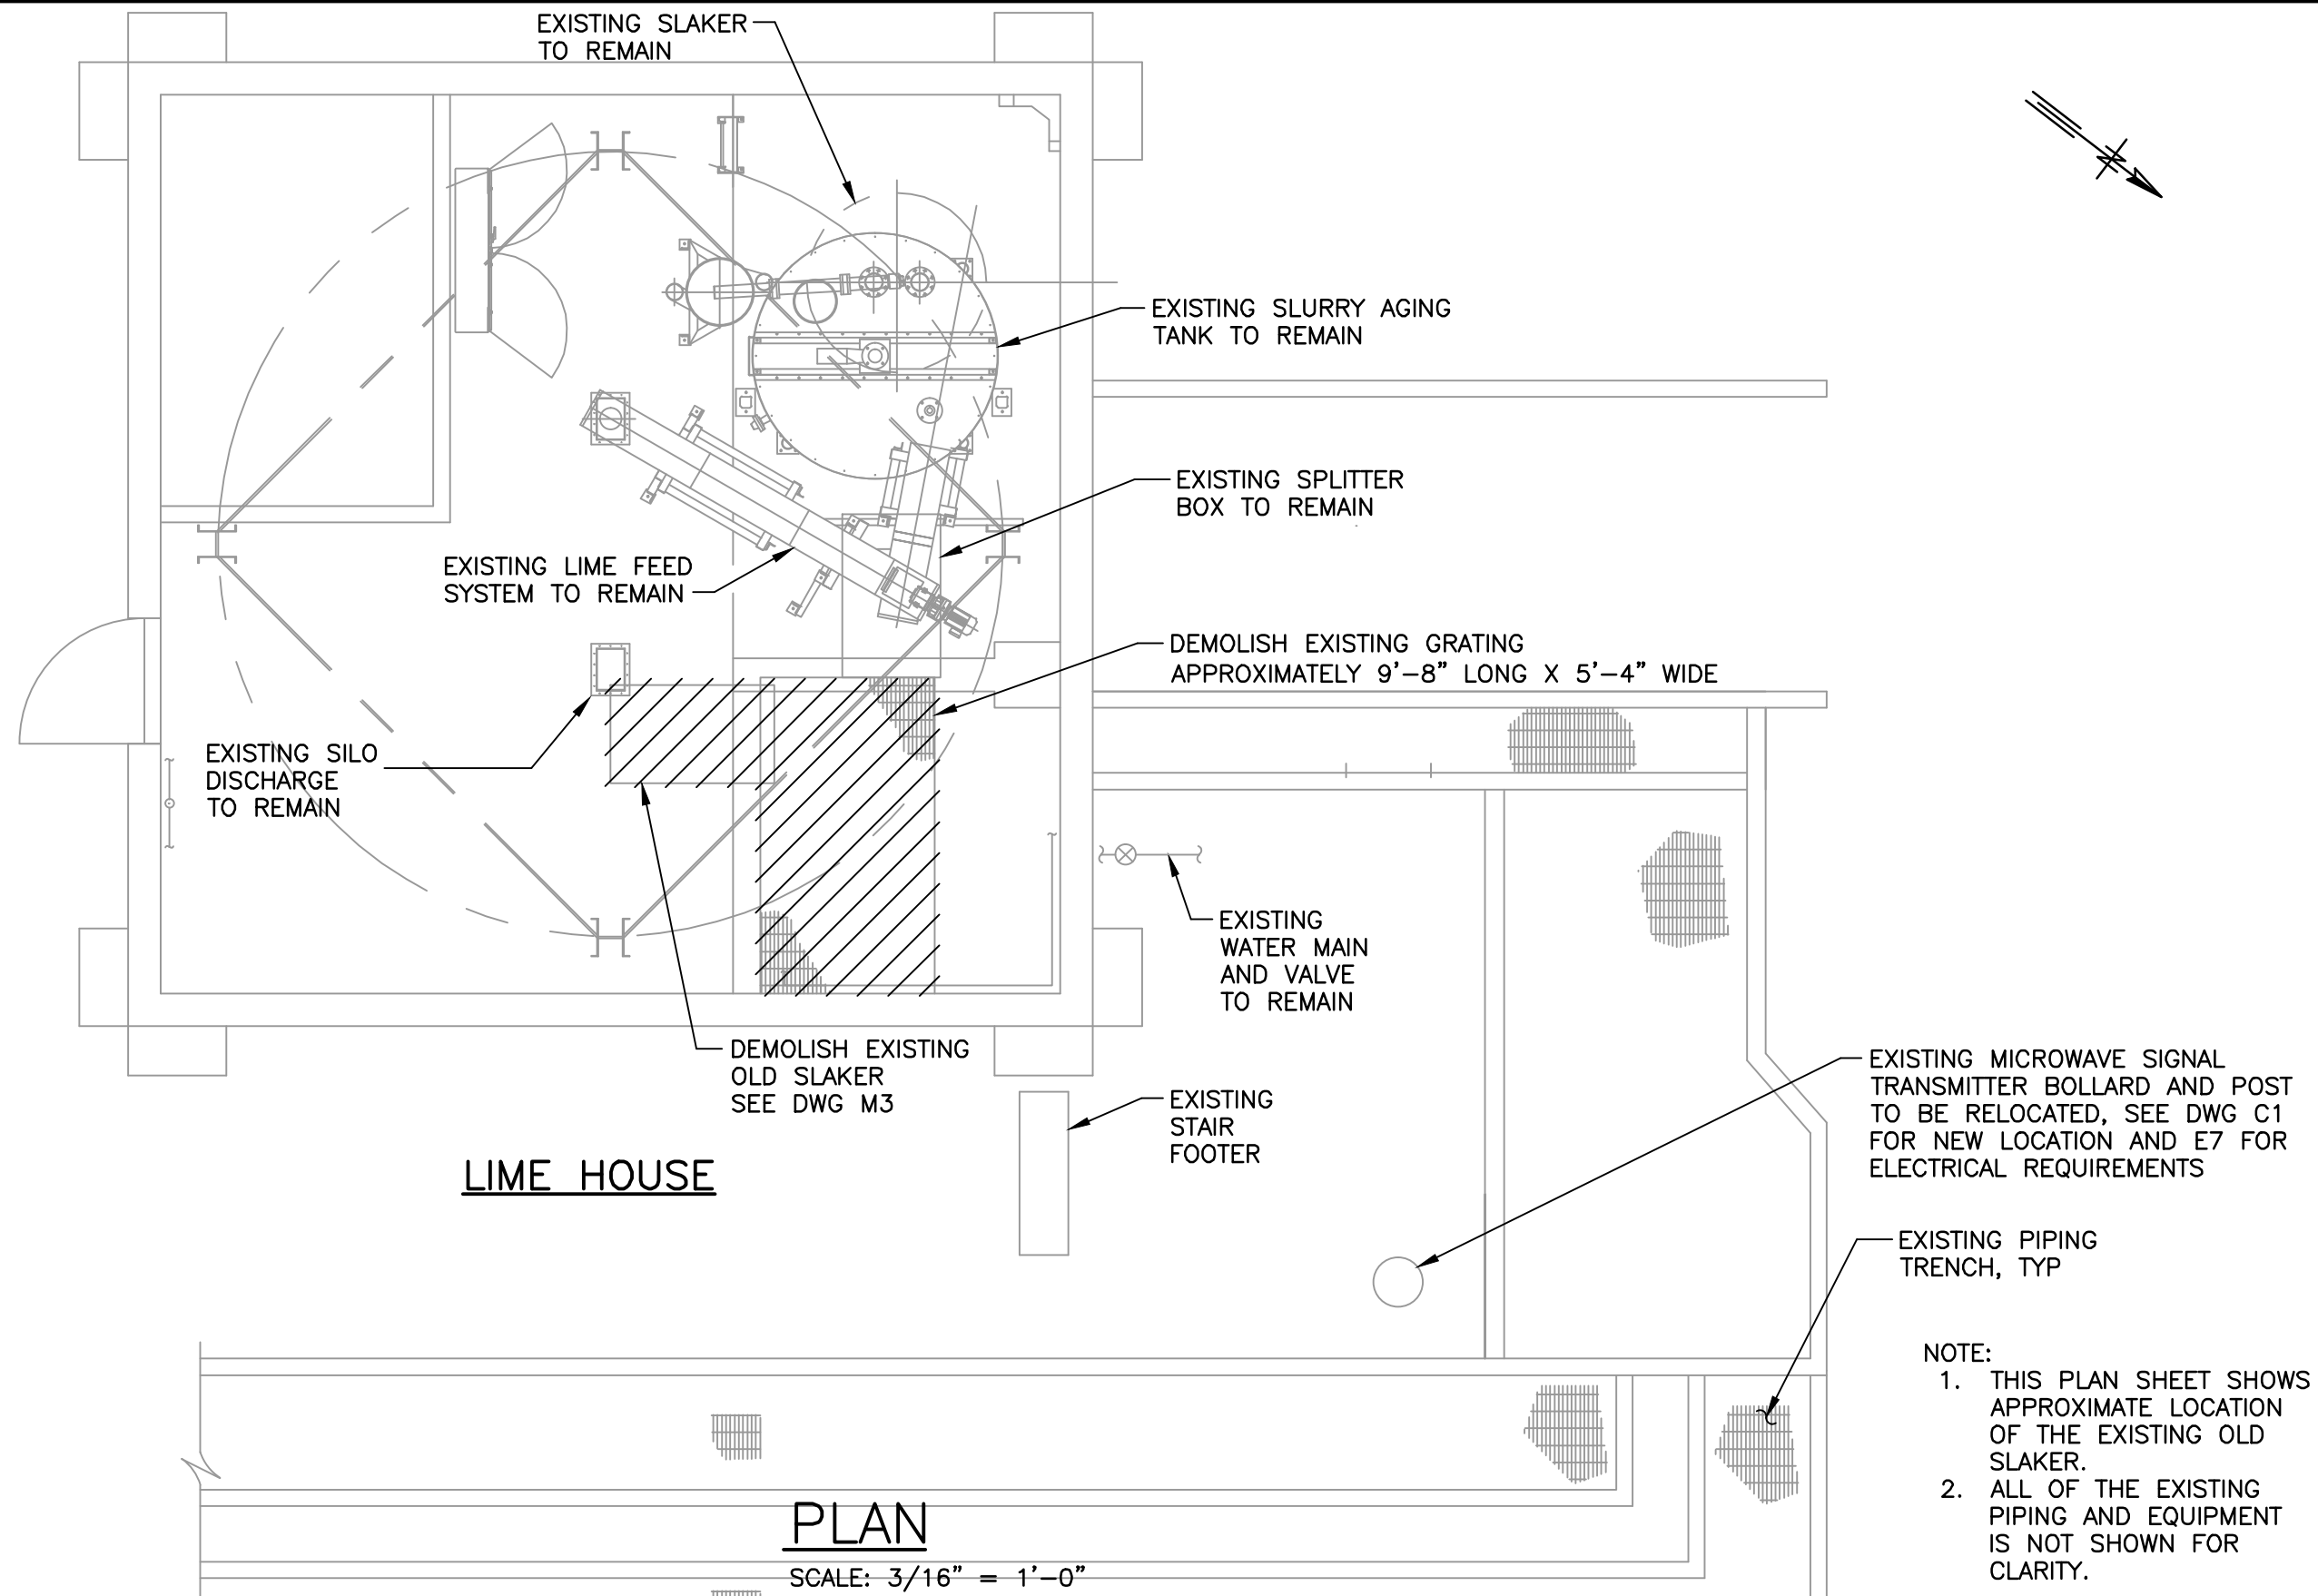 EXISTING SLAKER
TO REMAIN
EXISTING SLURRY AGING
TANK TO REMAIN
EXISTING SPLITTER
BOX TO REMAIN
EXISTING LIME FEED
SYSTEM TO REMAIN
DEMOLISH EXISTING GRATING
APPROXIMATELY 9'-8" LONG X 5'-4" WIDE
EXISTING SILO
DISCHARGE
TO REMAIN
EXISTING
WATER MAIN
AND VALVE
TO REMAIN
DEMOLISH EXISTING
OLD SLAKER
SEE DWG M3
EXISTING
STAIR
FOOTER
EXISTING MICROWAVE SIGNAL
TRANSMITTER BOLLARD AND POST
TO BE RELOCATED, SEE DWG C1
FOR NEW LOCATION AND E7 FOR
ELECTRICAL REQUIREMENTS
LIME HOUSE
EXISTING PIPING
TRENCH, TYP
NOTE:
1. THIS PLAN SHEET SHOWS
APPROXIMATE LOCATION
OF THE EXISTING OLD
SLAKER.
2. ALL OF THE EXISTING
PIPING AND EQUIPMENT
IS NOT SHOWN FOR
CLARITY.
PLAN
SCALE: 3/16" = 1'-0"